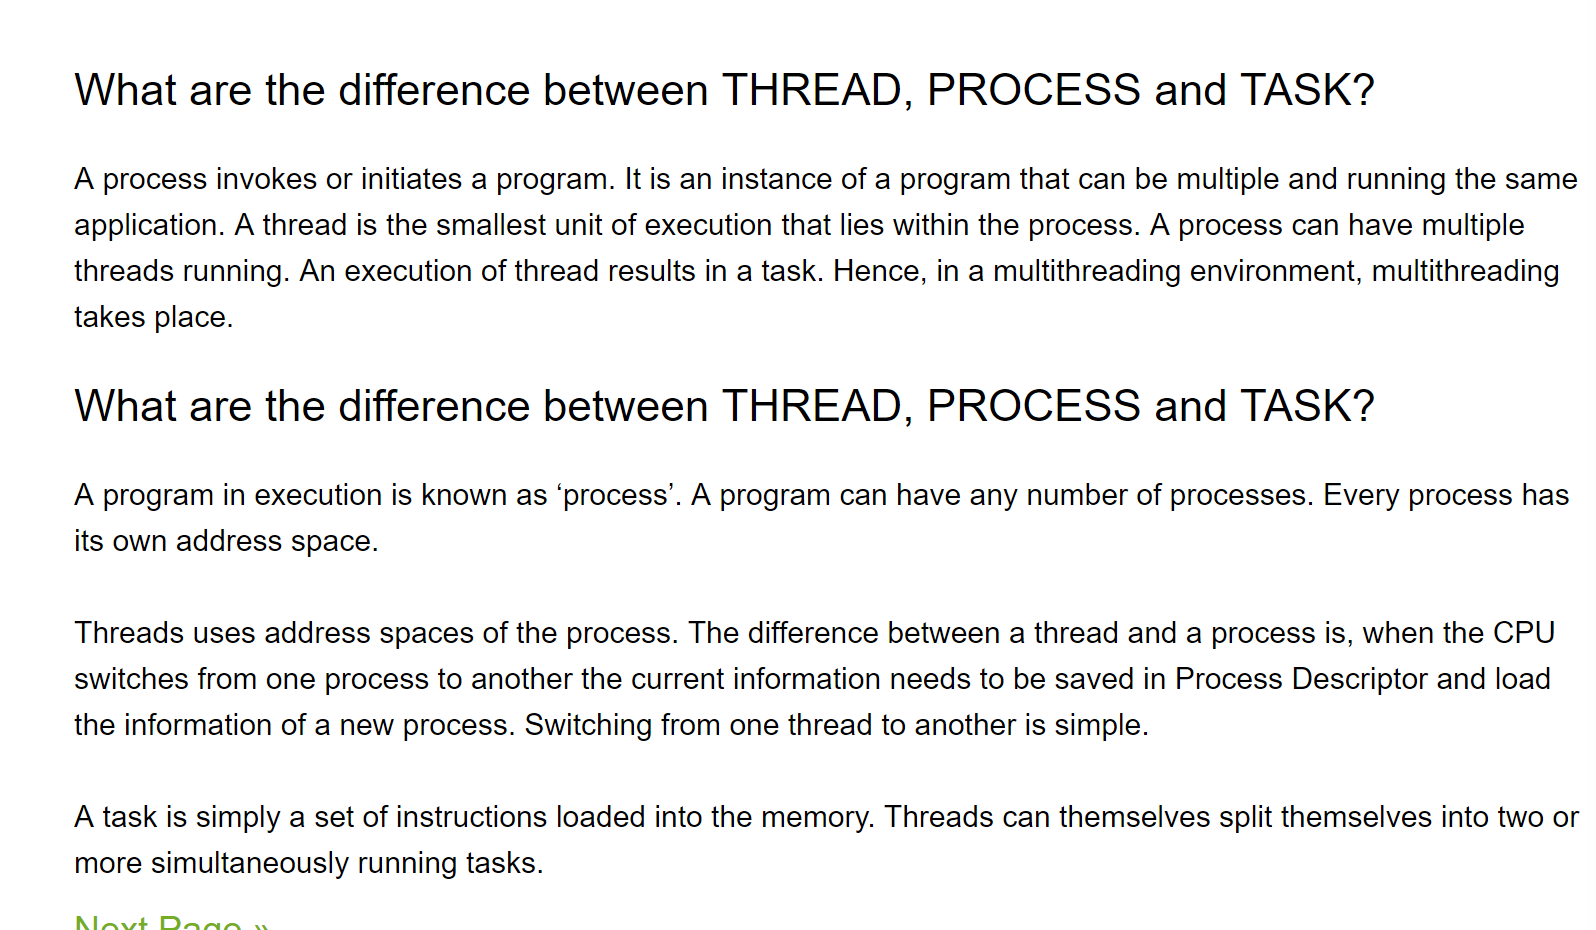 What are the difference between THREAD, PROCESS and TASK?
A process invokes or initiates a program. It is an instance of a program that can be multiple and running the same
application. A thread is the smallest unit of execution that lies within the process. A process can have multiple
threads running. An execution of thread results in a task. Hence, in a multithreading environment, multithreading
takes place.
What are the difference between THREAD, PROCESS and TASK?
A program in execution is known as ‘process’. A program can have any number of processes. Every process has
its own address space.
Threads uses address spaces of the process. The difference between a thread and a process is, when the CPU
switches from one process to another the current information needs to be saved in Process Descriptor and load
the information of a new process. Switching from one thread to another is simple.
A task is simply a set of instructions loaded into the memory. Threads can themselves split themselves into two or
more simultaneously running tasks.
Next Page »